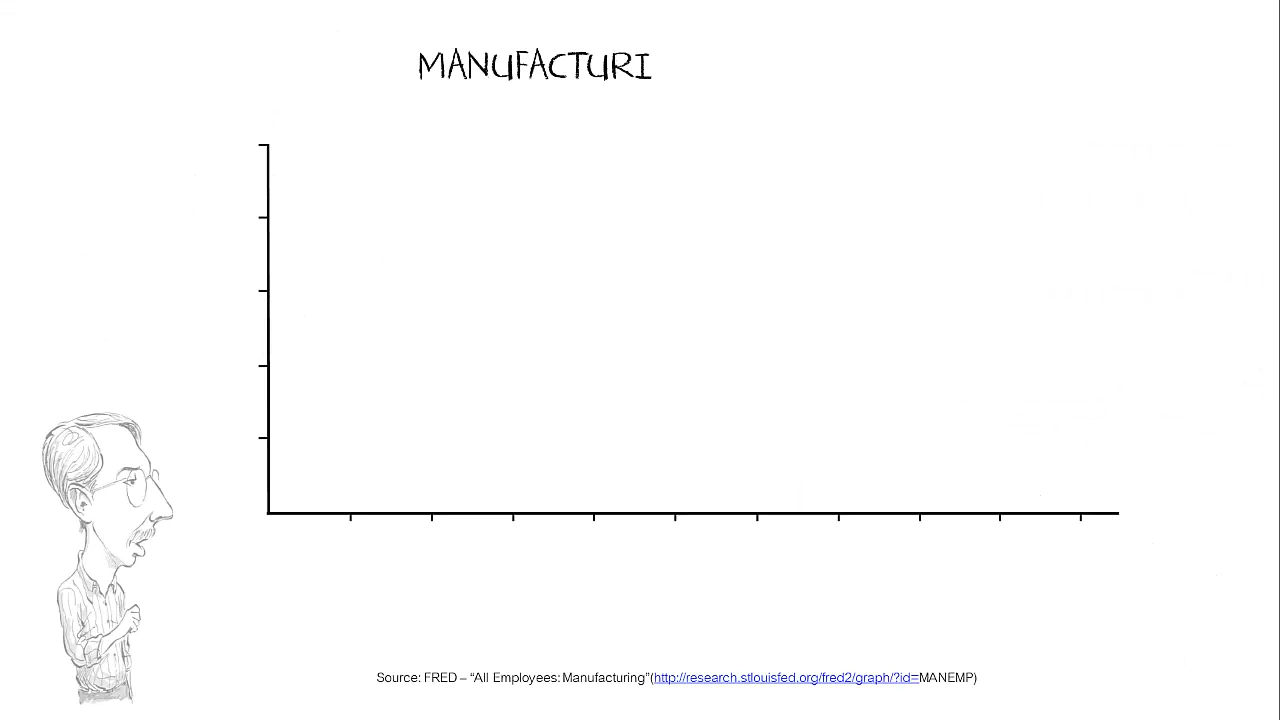 MANUFACTURI
Source: FRED – “All Employees: Manufacturing”(http://research.stlouisfed.org/fred2/graph/?id=MANEMP)